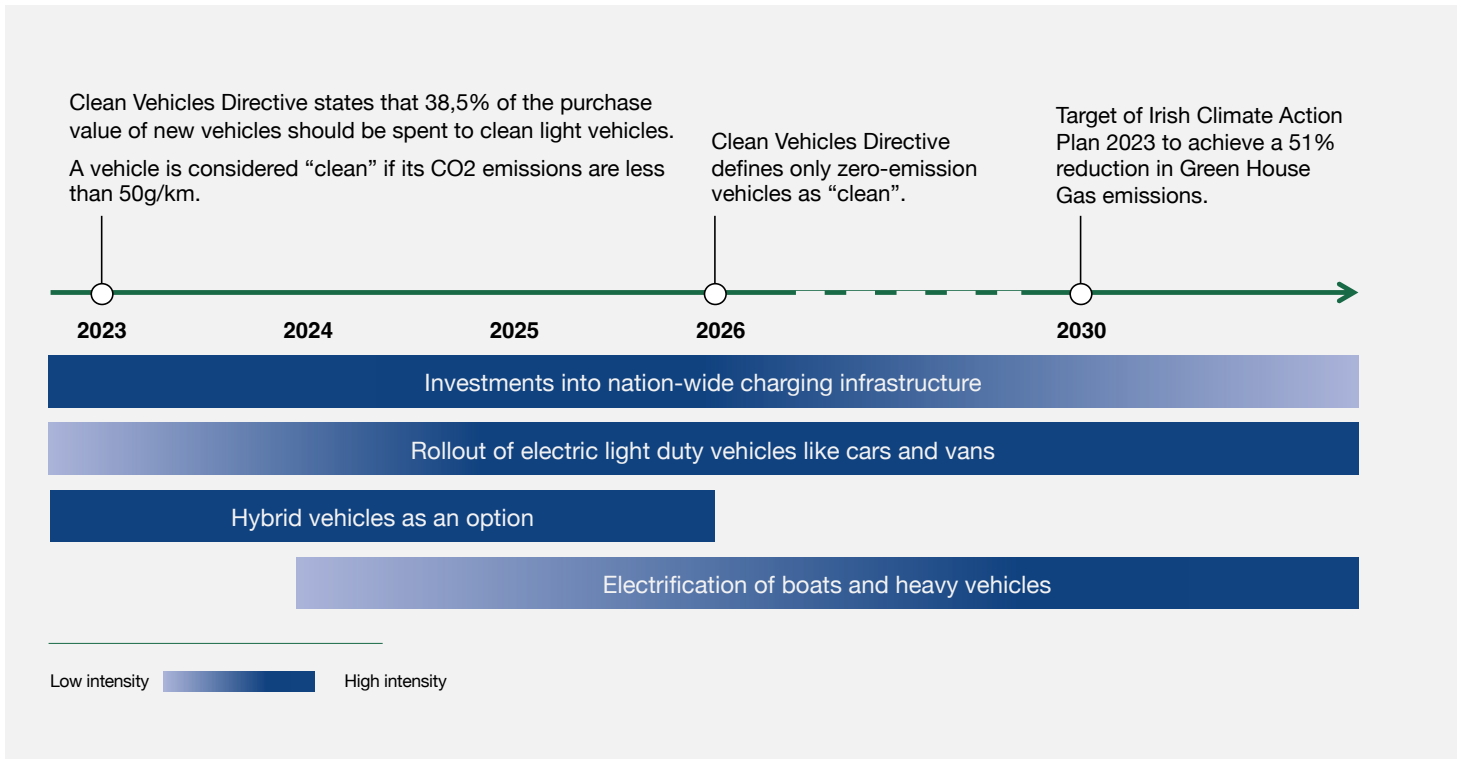 Clean Vehicles Directive states that 38,5% of the purchase
value of new vehicles should be spent to clean light vehicles.
A vehicle is considered “clean” if its CO2 emissions are less
than 50g/km.
Clean Vehicles Directive
defines only zero-emission
vehicles as “clean”.
Target of Irish Climate Action
Plan 2023 to achieve a 51%
reduction in Green House
Gas emissions.
2023
2024
2025
2026
2030
Investments into nation-wide charging infrastructure
Rollout of electric light duty vehicles like cars and vans
Hybrid vehicles as an option
Electrification of boats and heavy vehicles
Low intensity
High intensity